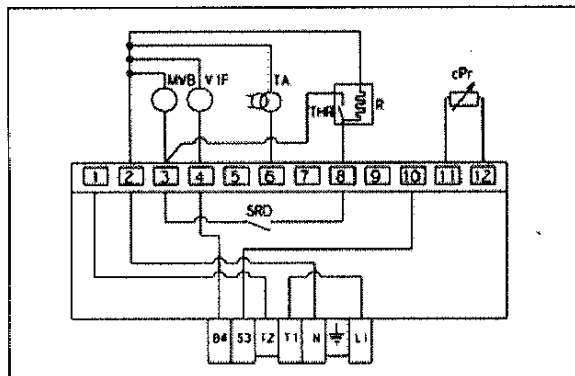 MVB V1F TA cPr
THR R
1 2 3 4 5 6 7 8 9 10 11 12
SRD
B4 S3 T2 T1 N L1